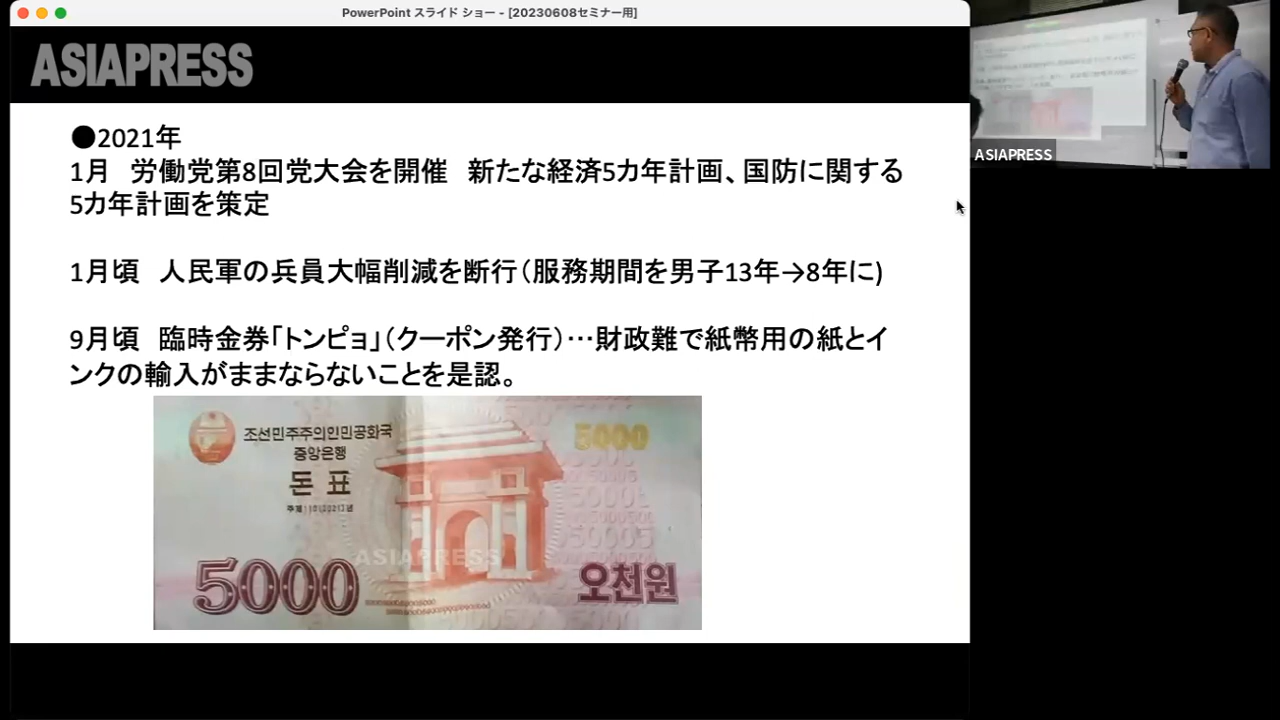 PowerPoint スライド ショー - [20230608セミナー用]
ASIAPRESS
●2021年
1月　労働党第8回党大会を開催　新たな経済5カ年計画、国防に関する
5カ年計画を策定
1月頃　人民軍の兵員大幅削減を断行（服務期間を男子13年→8年に)
9月頃　臨時金券「トンピョ」（クーポン発行）…財政難で紙幣用の紙とイ
ンクの輸入がままならないことを是認。
조선민주주의인민공화국
중앙은행
돈 표
5000
ASIAPRESS
5000
오천원
ASIAPRESS